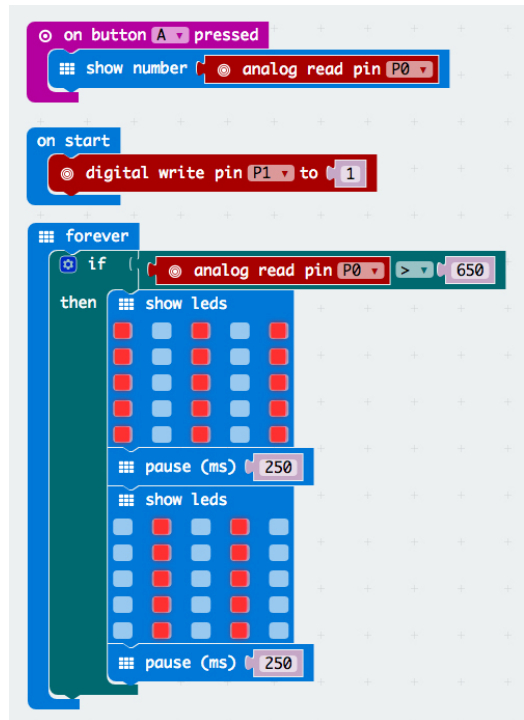 on button A pressed
show number analog read pin P0
on start
digital write pin P1 to 1
forever
if analog read pin P0 > 650
then show leds
pause (ms) 250
show leds
pause (ms) 250